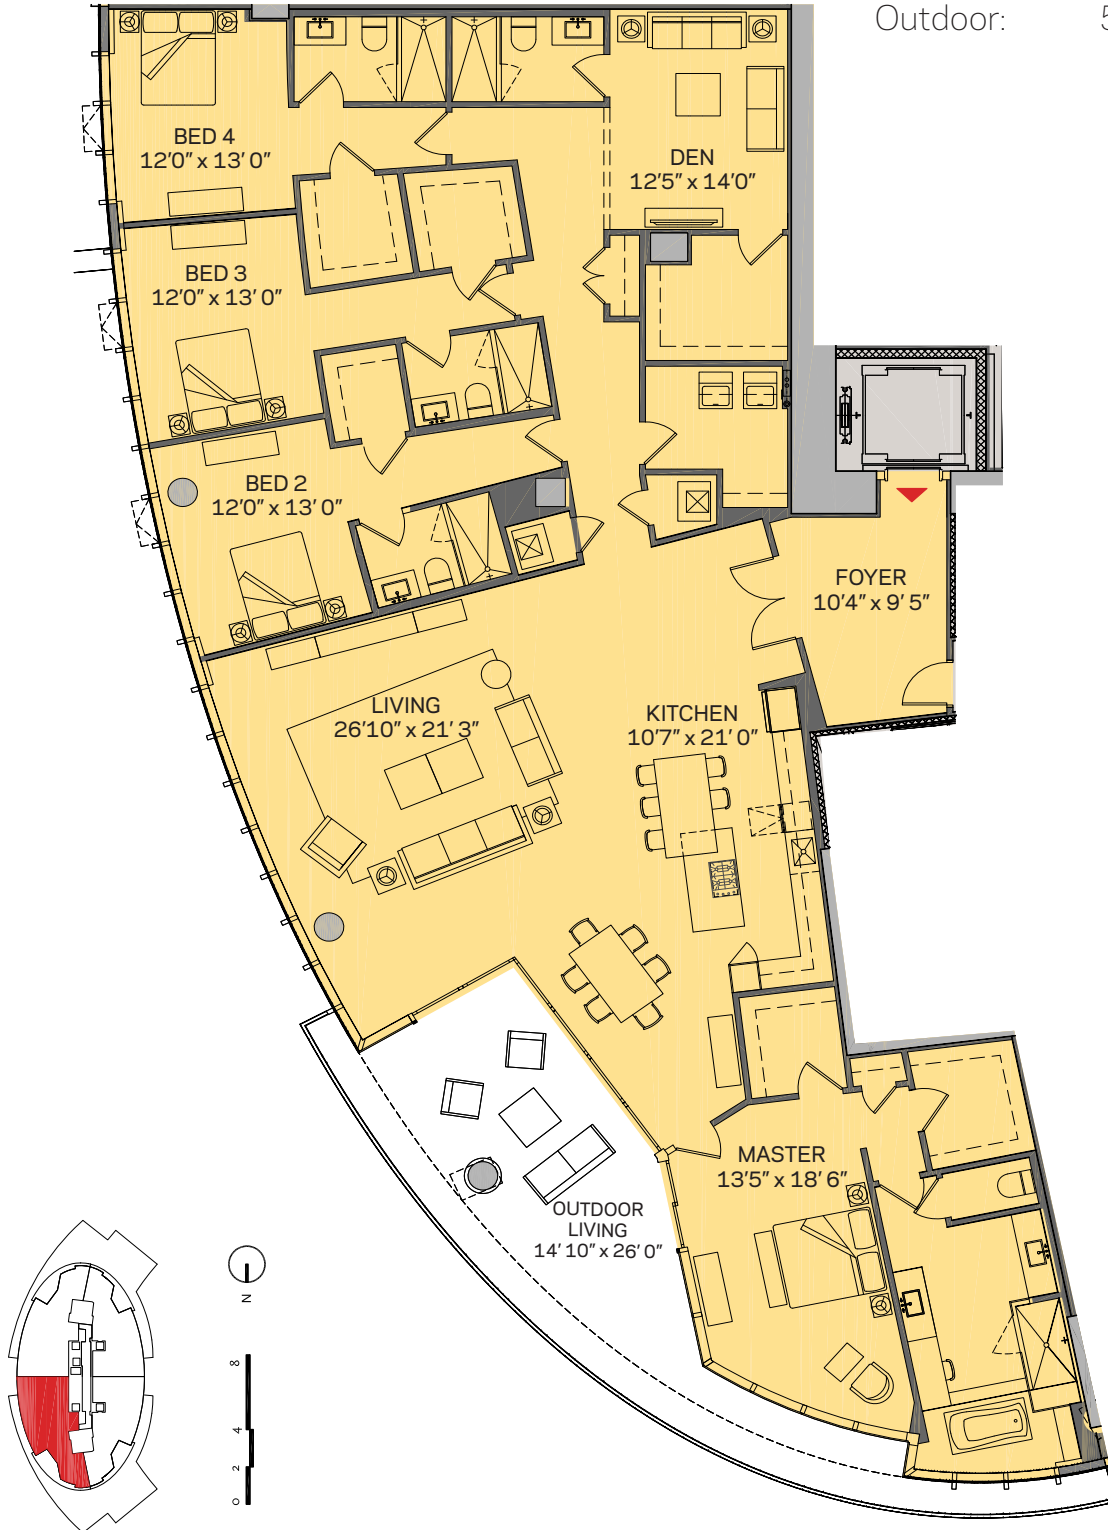 Outdoor: 5
BED 4
12'0" x 13' 0"
DEN
12'5" x 14'0"
BED 3
12'0" x 13' 0"
BED 2
12'0" x 13' 0"
FOYER
10'4" x 9' 5"
LIVING
26'10" x 21' 3"
KITCHEN
10'7" x 21' 0"
MASTER
13'5" x 18' 6"
OUTDOOR
LIVING
14' 10" x 26' 0"
N
8
4
2
0